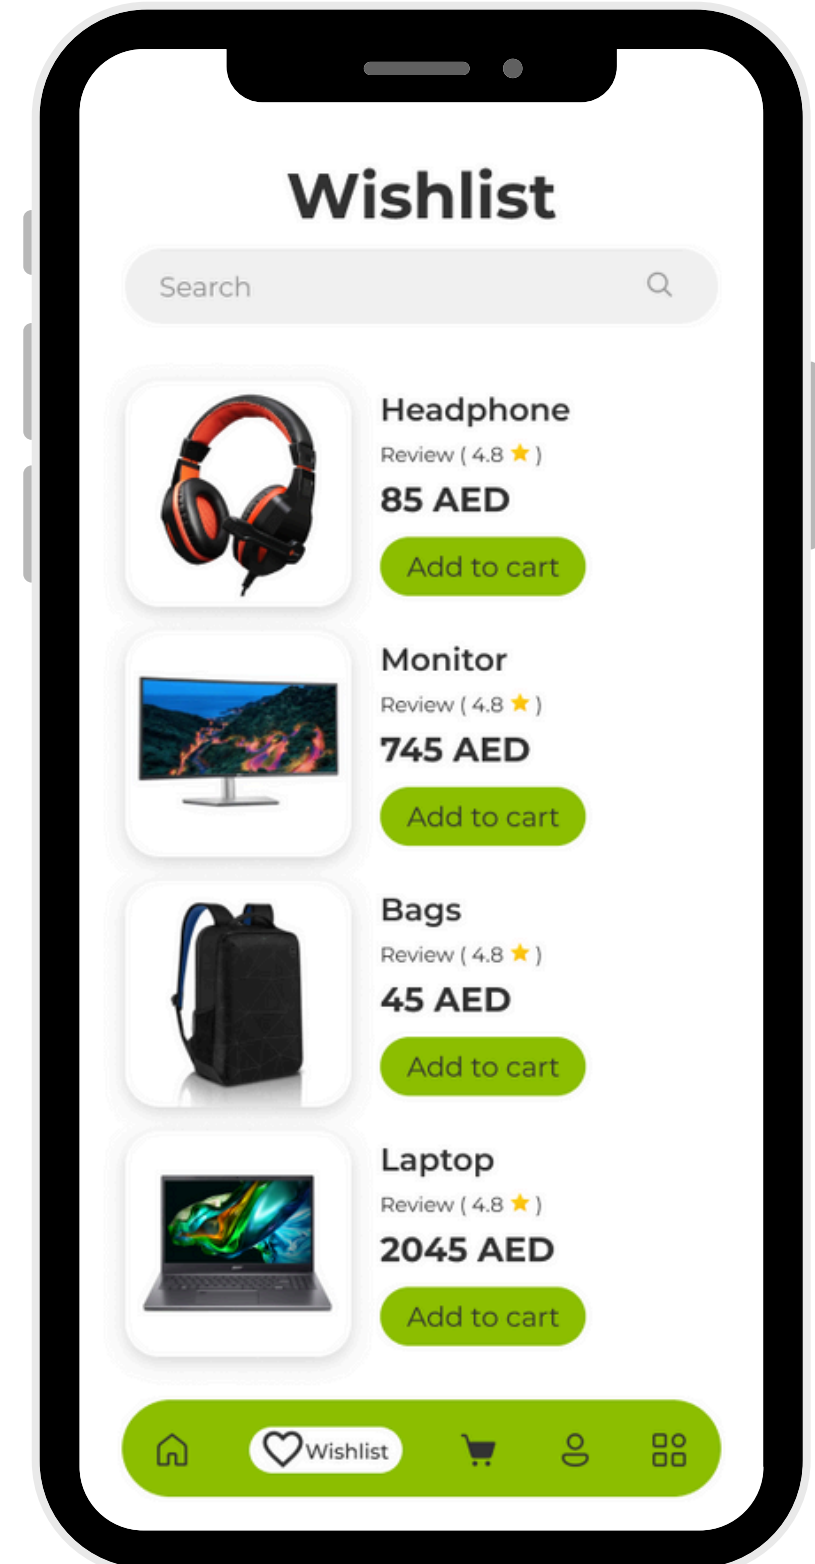 Wishlist
Search
Headphone
Review ( 4.8 ⭐ )
85 AED
Add to cart
Monitor
Review ( 4.8 ⭐ )
745 AED
Add to cart
Bags
Review ( 4.8 ⭐ )
45 AED
Add to cart
Laptop
Review ( 4.8 ⭐ )
2045 AED
Add to cart
Wishlist